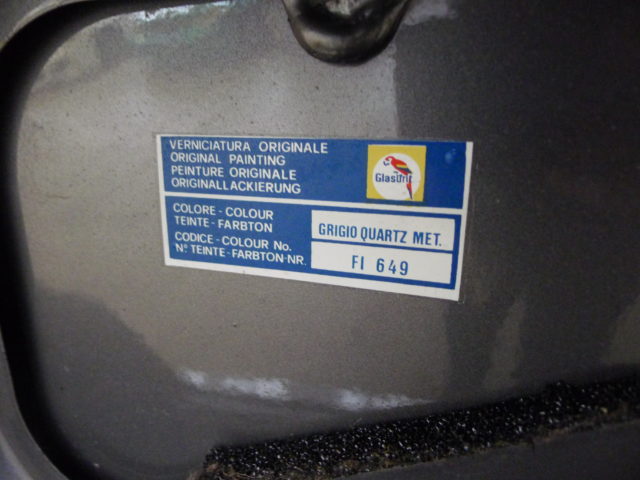 VERNICIATURA ORIGINALE
ORIGINAL PAINTING
PEINTURE ORIGINALE
ORIGINALLACKIERUNG
Glasurit
COLORE - COLOUR
TEINTE - FARBTON
GRIGIO QUARTZ MET.
CODICE - COLOUR No.
N° TEINTE - FARBTON-NR.
FI 649